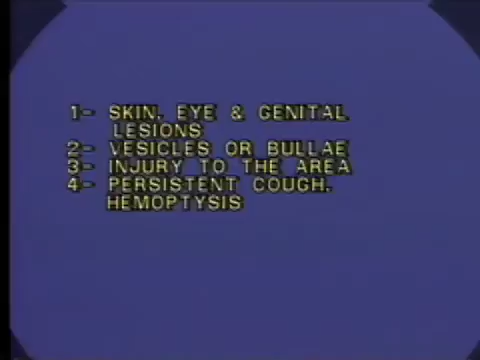 1- SKIN, EYE & GENITAL
LESIONS
2- VESICLES OR BULLAE
3- INJURY TO THE AREA
4- PERSISTENT COUGH,
HEMOPTYSIS